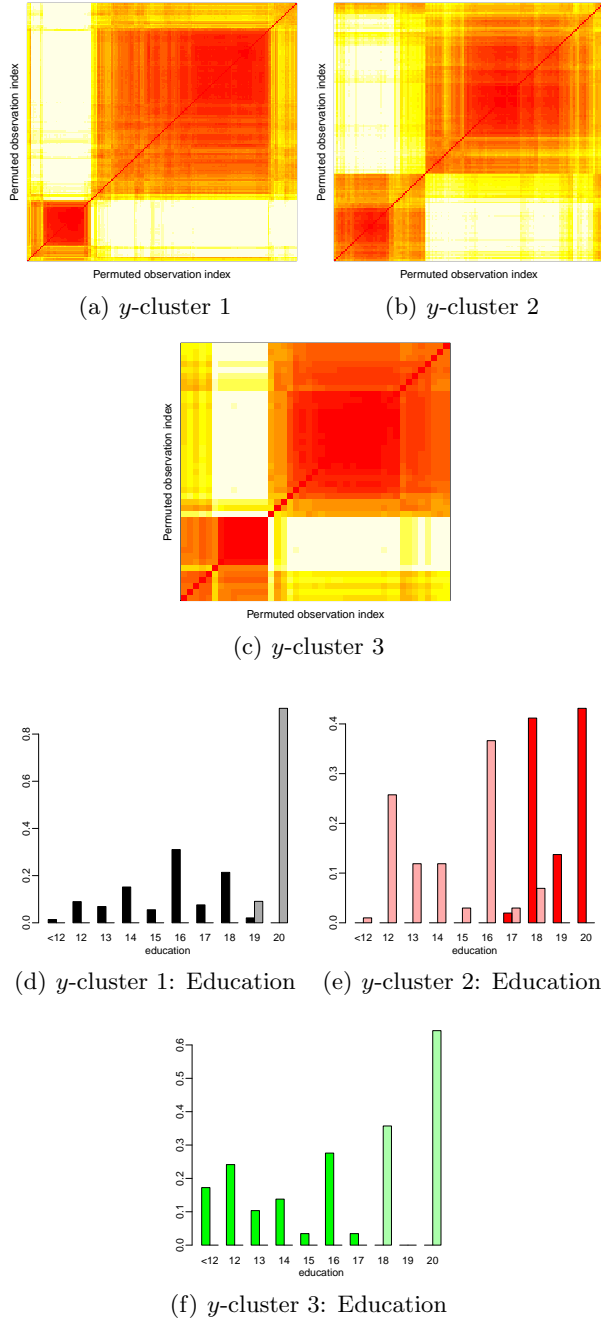 Permuted observation index
Permuted observation index
Permuted observation index
Permuted observation index
(a) y-cluster 1
(b) y-cluster 2
Permuted observation index
Permuted observation index
(c) y-cluster 3
0.0 0.2 0.4 0.6 0.8
<12 12 13 14 15 16 17 18 19 20
education
0.0 0.1 0.2 0.3 0.4
<12 12 13 14 15 16 17 18 19 20
education
(d) y-cluster 1: Education
(e) y-cluster 2: Education
0.0 0.1 0.2 0.3 0.4 0.5 0.6
<12 12 13 14 15 16 17 18 19 20
education
(f) y-cluster 3: Education